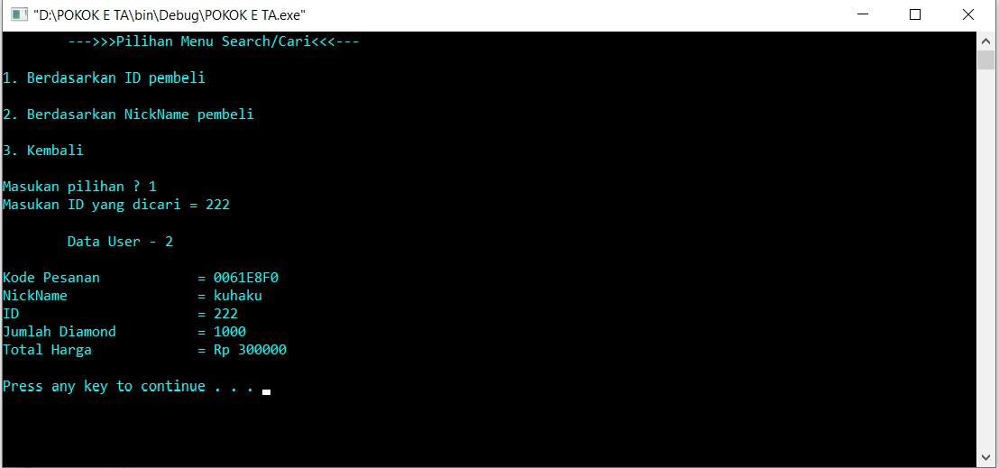 "D:\POKOK E TA\bin\Debug\POKOK E TA.exe"
--->>>Pilihan Menu Search/Cari<<<---
1. Berdasarkan ID pembeli
2. Berdasarkan NickName pembeli
3. Kembali
Masukan pilihan ? 1
Masukan ID yang dicari = 222
Data User - 2
Kode Pesanan = 0061E8F0
NickName = kuhaku
ID = 222
Jumlah Diamond = 1000
Total Harga = Rp 300000
Press any key to continue . . .